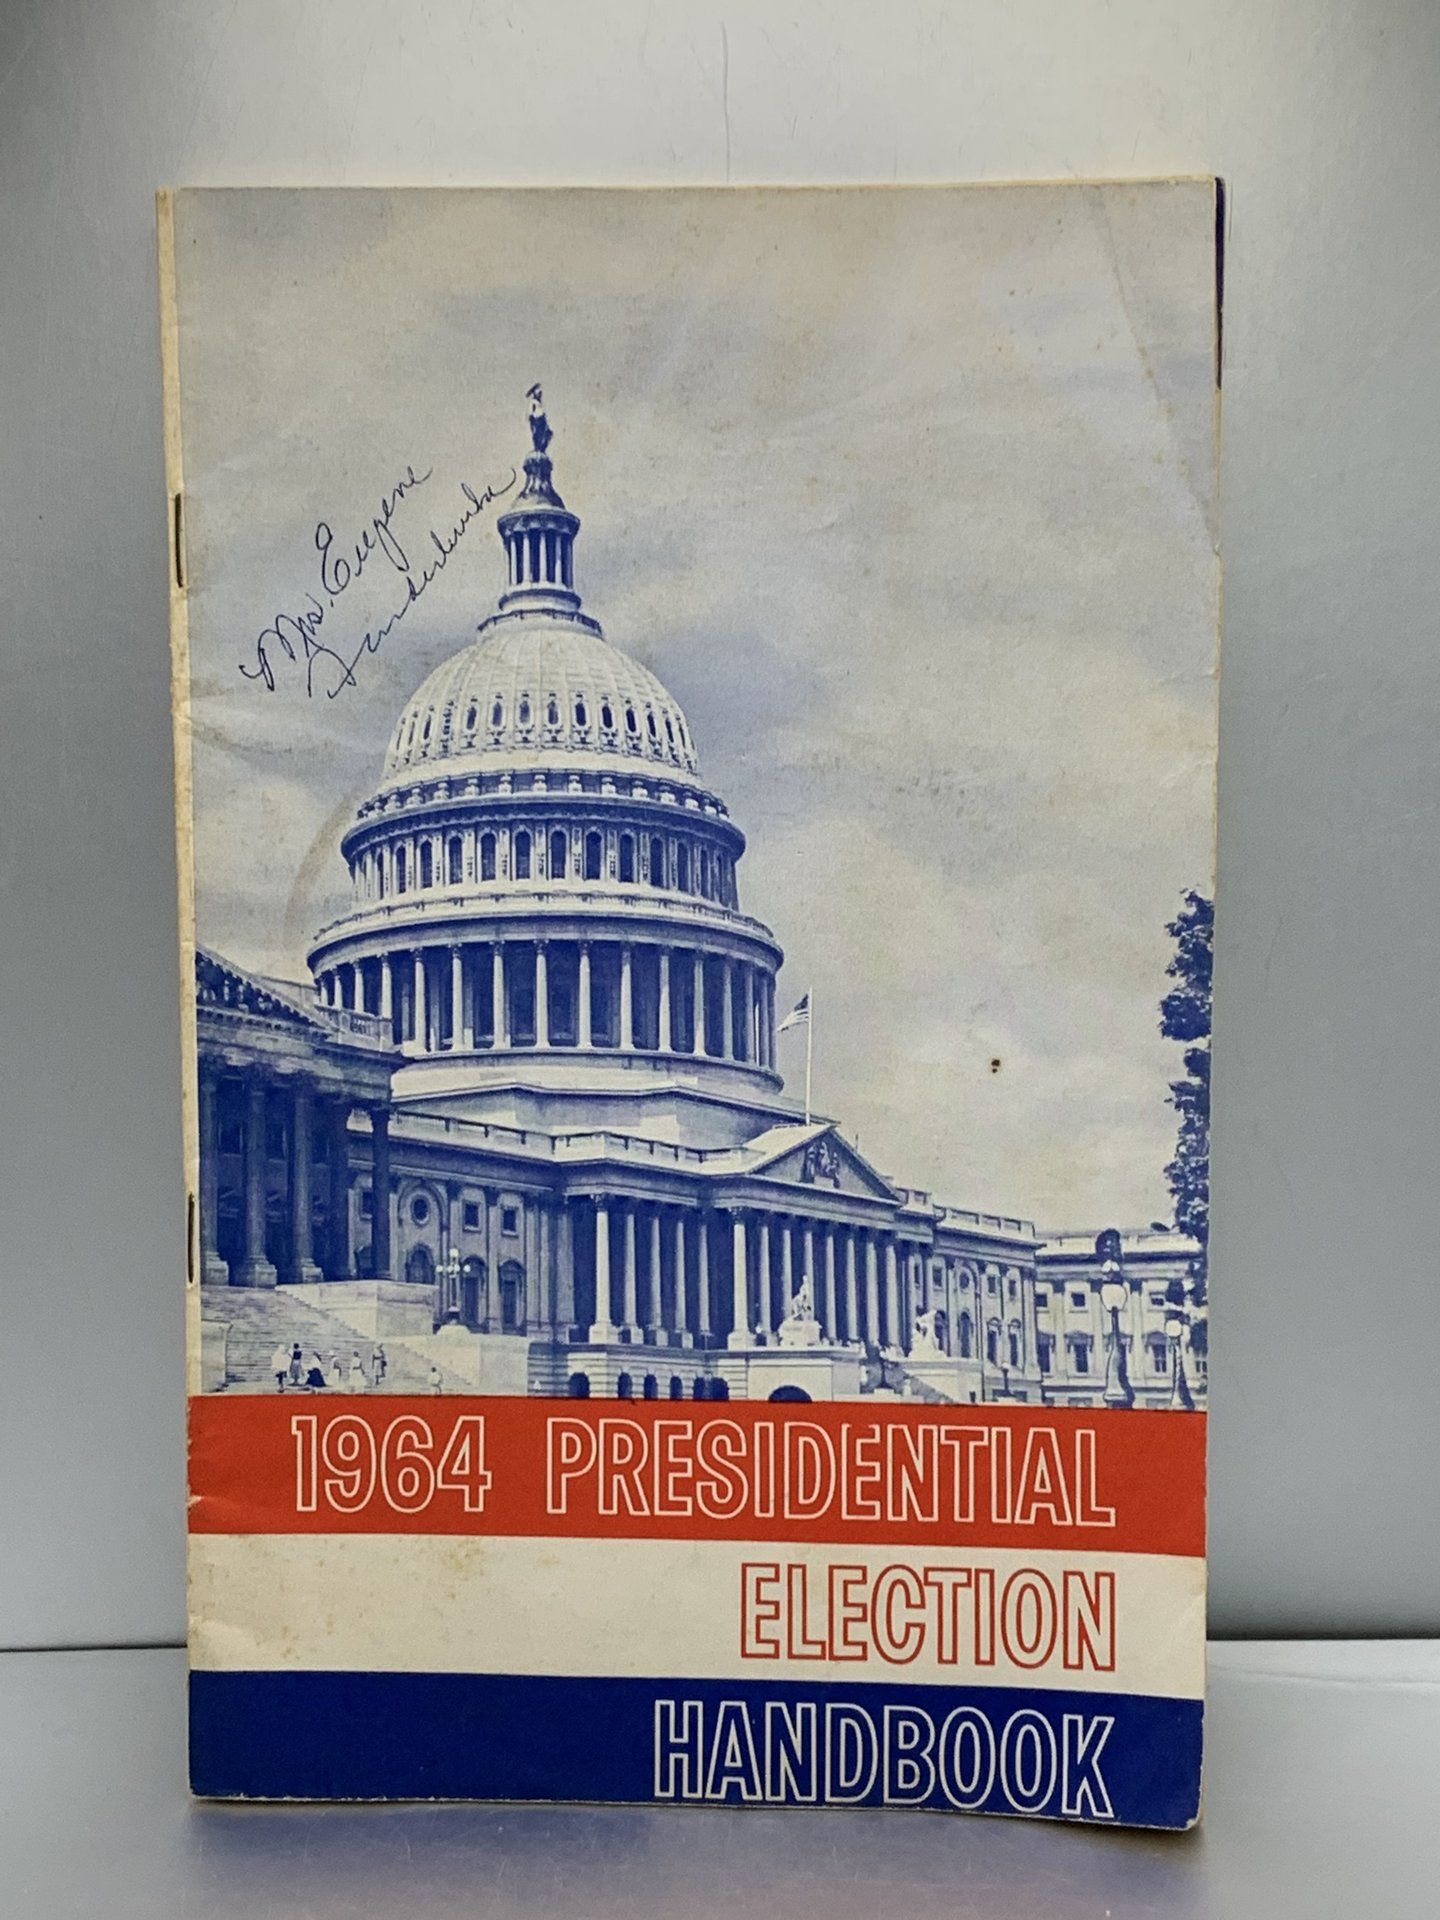 Mrs. Eugene
1964 PRESIDENTIAL
ELECTION
HANDBOOK